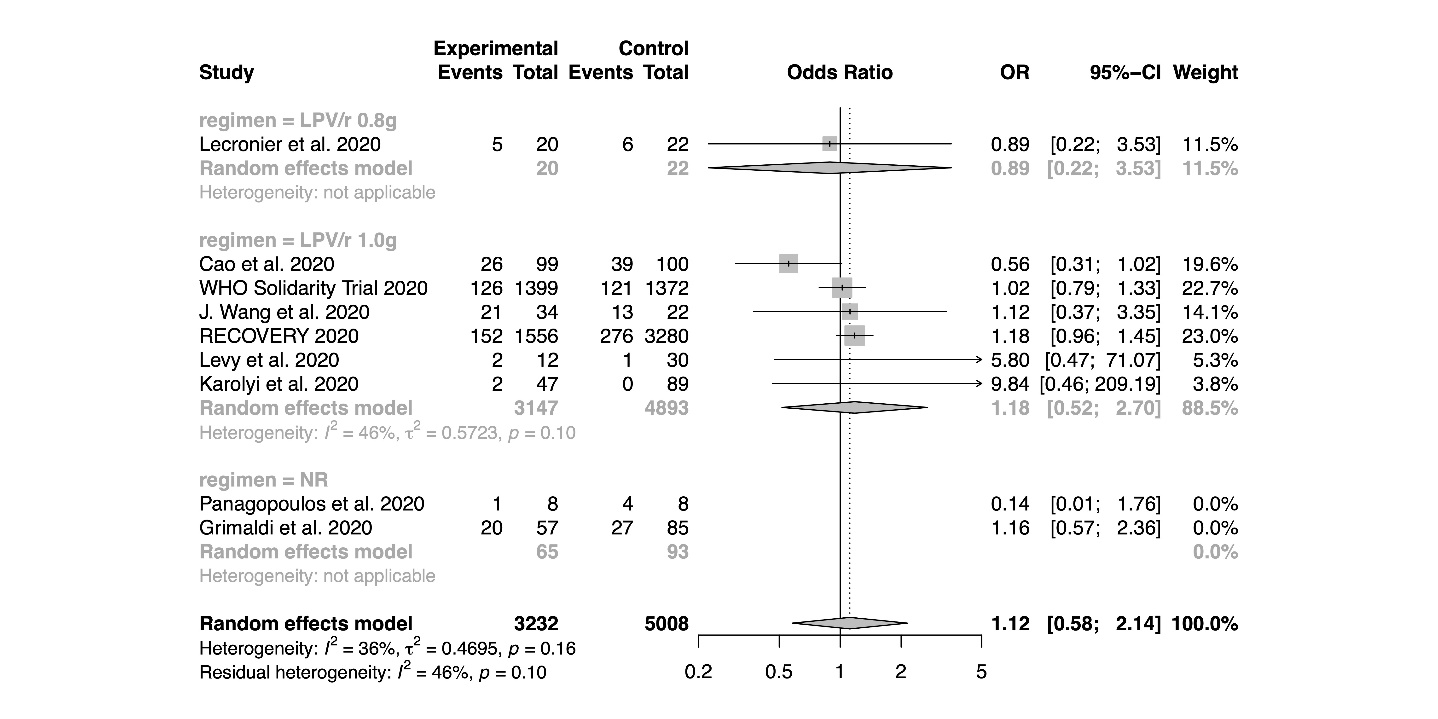 Experimental Control
Study Events Total Events Total Odds Ratio OR 95%−CI Weight
regimen = LPV/r 0.8g
Lecronier et al. 2020 5 20 6 22 0.89 [0.22; 3.53] 11.5%
Random effects model 20 22 0.89 [0.22; 3.53] 11.5%
Heterogeneity: not applicable
regimen = LPV/r 1.0g
Cao et al. 2020 26 99 39 100 0.56 [0.31; 1.02] 19.6%
WHO Solidarity Trial 2020 126 1399 121 1372 1.02 [0.79; 1.33] 22.7%
J. Wang et al. 2020 21 34 13 22 1.12 [0.37; 3.35] 14.1%
RECOVERY 2020 152 1556 276 3280 1.18 [0.96; 1.45] 23.0%
Levy et al. 2020 2 12 1 30 5.80 [0.47; 71.07] 5.3%
Karolyi et al. 2020 2 47 0 89 9.84 [0.46; 209.19] 3.8%
Random effects model 3147 4893 1.18 [0.52; 2.70] 88.5%
Heterogeneity: I² = 46%, τ² = 0.5723, p = 0.10
regimen = NR
Panagopoulos et al. 2020 1 8 4 8 0.14 [0.01; 1.76] 0.0%
Grimaldi et al. 2020 20 57 27 85 1.16 [0.57; 2.36] 0.0%
Random effects model 65 93 0.0%
Heterogeneity: not applicable
Random effects model 3232 5008 1.12 [0.58; 2.14] 100.0%
Heterogeneity: I² = 36%, τ² = 0.4695, p = 0.16
Residual heterogeneity: I² = 46%, p = 0.10 0.2 0.5 1 2 5